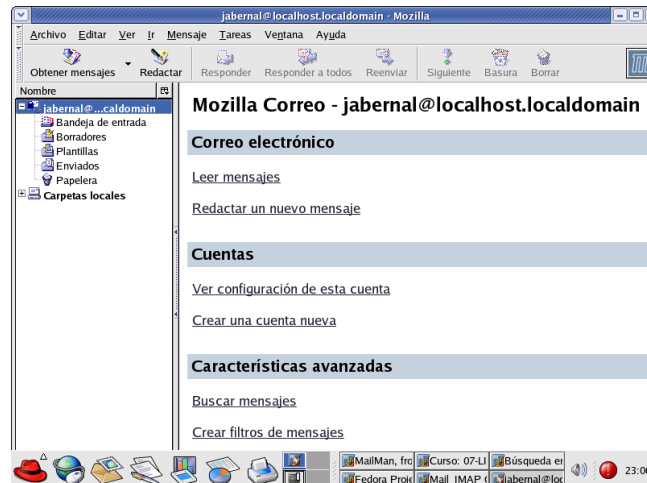 jabernal@localhost.localdomain - Mozilla
Archivo Editar Ver Ir Mensaje Tareas Ventana Ayuda
Obtener mensajes Redactar Responder Responder a todos Reenviar Siguiente Basura Borrar
Nombre
jabernal@...caldomain
Bandeja de entrada
Borradores
Plantillas
Enviados
Papelera
Carpetas locales
Mozilla Correo - jabernal@localhost.localdomain
Correo electrónico
Leer mensajes
Redactar un nuevo mensaje
Cuentas
Ver configuración de esta cuenta
Crear una cuenta nueva
Características avanzadas
Buscar mensajes
Crear filtros de mensajes
MailMan, fro Curso: 07-LI Búsqueda en
Fedora Proje Mail IMAP jabernal@loc
23:0